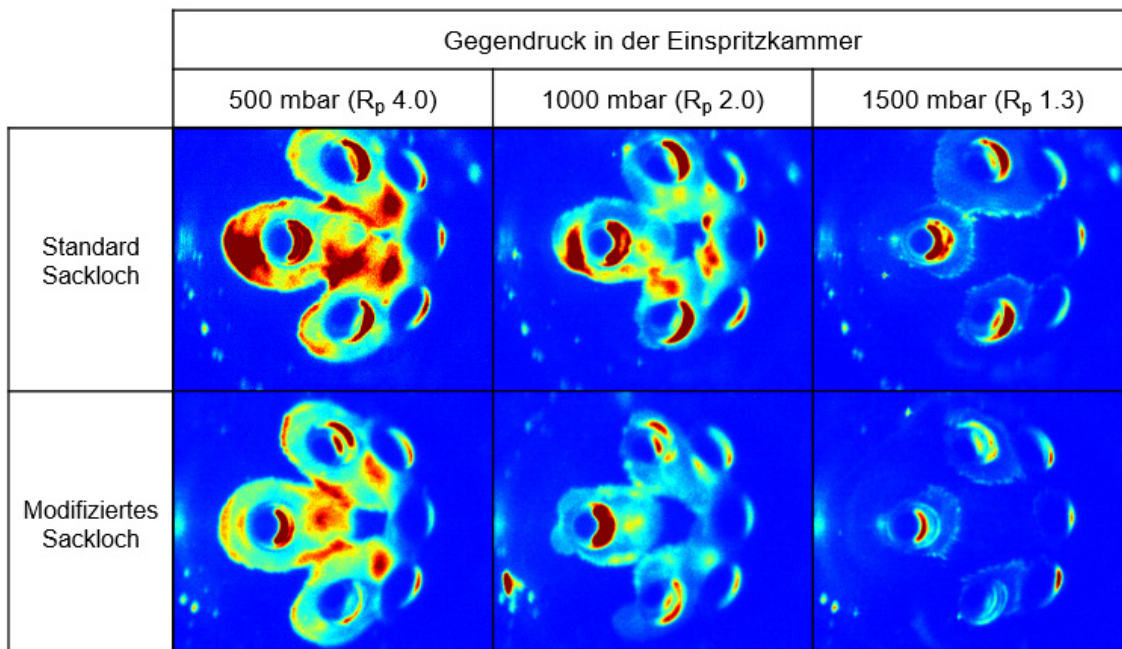 Gegendruck in der Einspritzkammer
500 mbar (Rp 4.0)
1000 mbar (Rp 2.0)
1500 mbar (Rp 1.3)
Standard
Sackloch
Modifiziertes
Sackloch